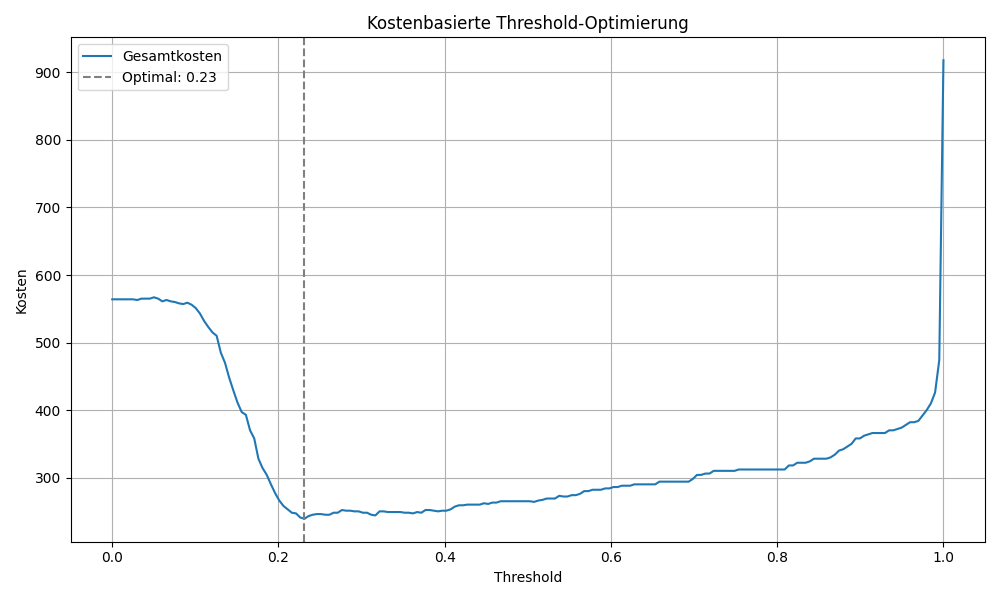 Kostenbasierte Threshold-Optimierung
Gesamtkosten
Optimal: 0.23
Kosten
900
800
700
600
500
400
300
0.0
0.2
0.4
0.6
0.8
1.0
Threshold